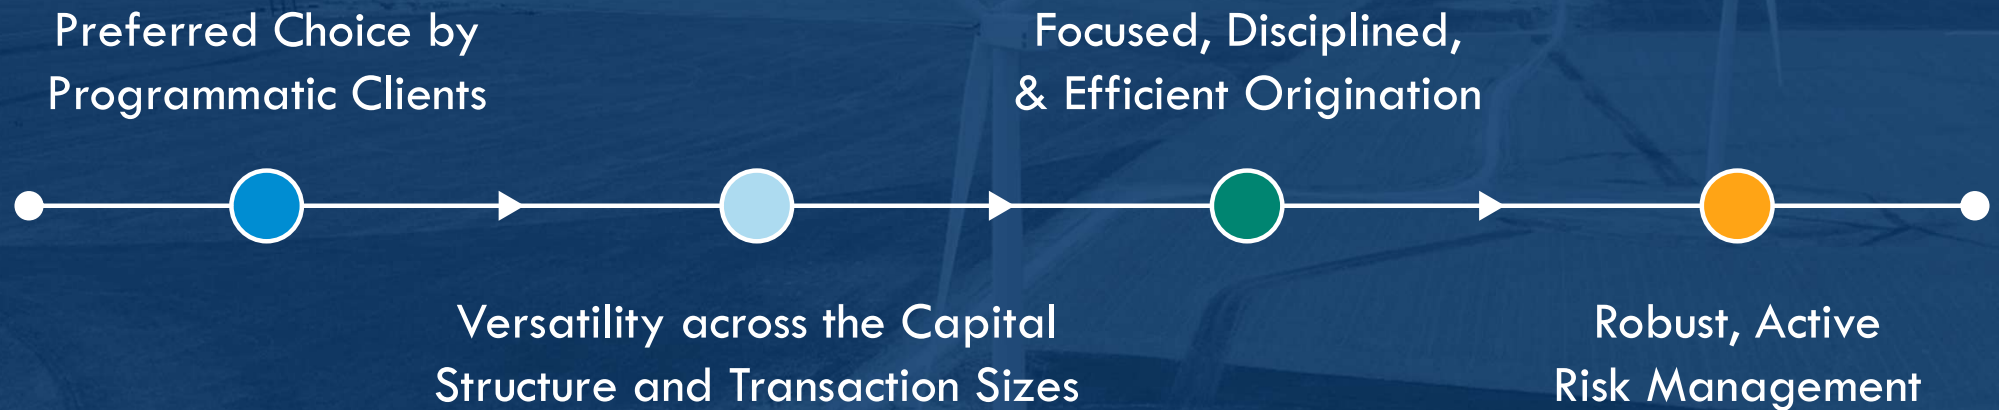 Preferred Choice by
Programmatic Clients
Versatility across the Capital
Structure and Transaction Sizes
Focused, Disciplined,
& Efficient Origination
Robust, Active
Risk Management